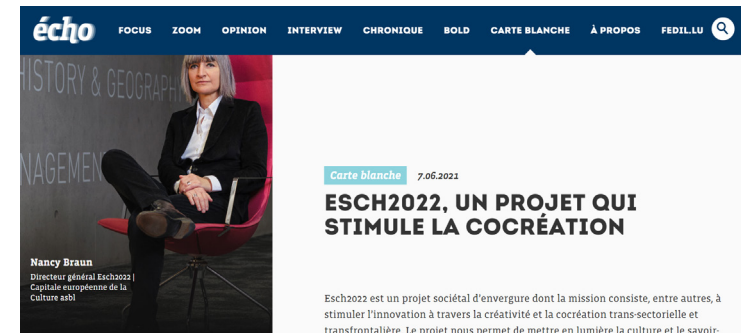 écho
FOCUS ZOOM OPINION INTERVIEW CHRONIQUE BOLD CARTE BLANCHE À PROPOS FEDIL.LU
HISTORY & GEOGRAPH
NAGEMEN
Nancy Braun
Directeur général Esch2022 |
Capitale européenne de la
Culture asbl
Carte blanche 7.06.2021
ESCH2022, UN PROJET QUI
STIMULE LA COCRÉATION
Esch2022 est un projet sociétal d'envergure dont la mission consiste, entre autres, à
stimuler l'innovation à travers la créativité et la cocréation trans-sectorielle et
transfrontalière. Le projet nous permet de mettre en lumière la culture et le savoir-